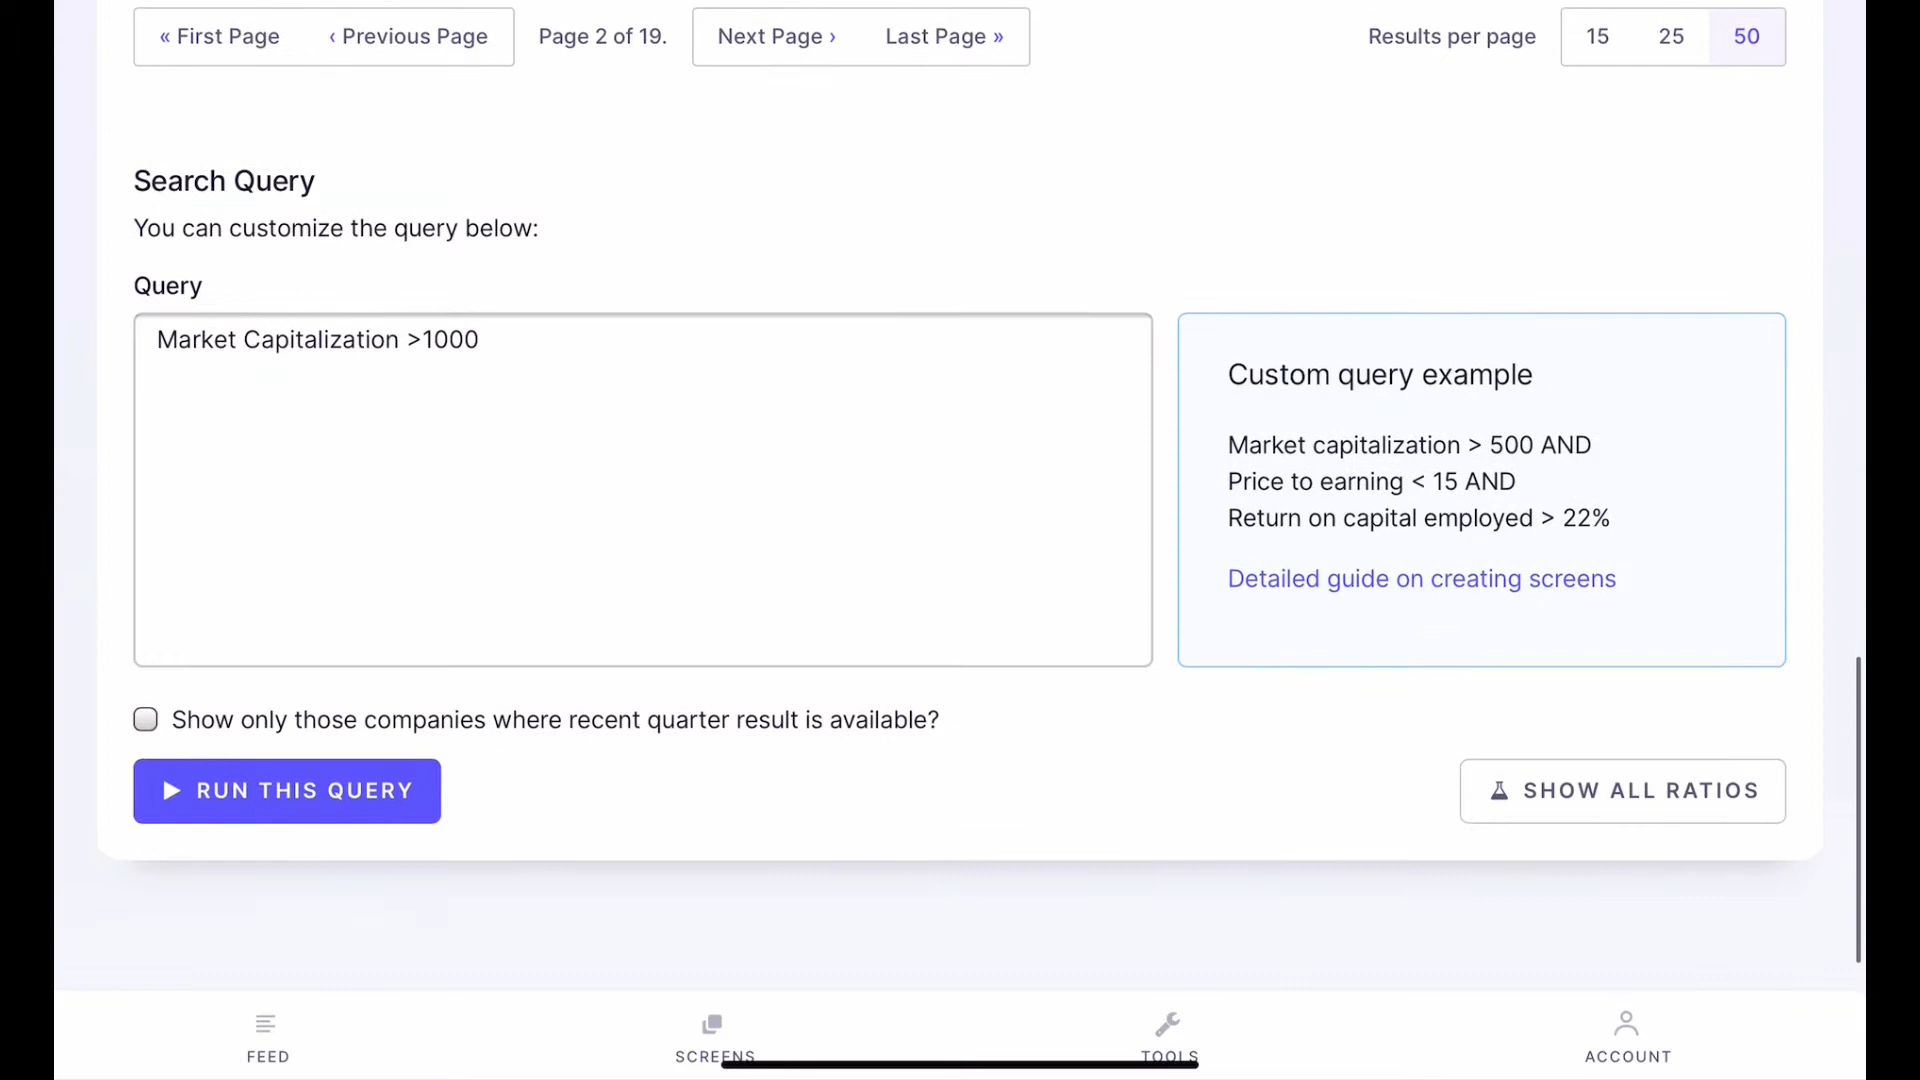 « First Page ‹ Previous Page Page 2 of 19. Next Page › Last Page » Results per page 15 25 50
Search Query
You can customize the query below:
Query
Market Capitalization >1000
Custom query example
Market capitalization > 500 AND
Price to earning < 15 AND
Return on capital employed > 22%
Detailed guide on creating screens
Show only those companies where recent quarter result is available?
RUN THIS QUERY
SHOW ALL RATIOS
FEED SCREENS TOOLS ACCOUNT